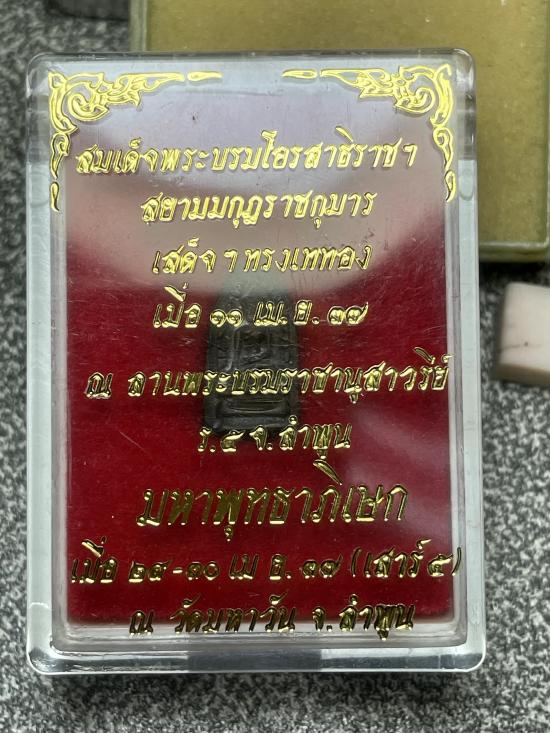 สมเด็จพระบรมโอรสาธิราชฯ
สยามมกุฎราชกุมาร
เสด็จฯทรงเททอง
เมื่อ ๑๑ เม.ย. ๓๗
ณ ลานพระบรมราชานุสาวรีย์
ร.๕ จ.ลำพูน
มหาพุทธาภิเษก
เมื่อ ๒๙-๓๐ เม ย. ๓๗ (เสาร์ ๕)
ณ วัดมหาวัน จ.ลำพูน